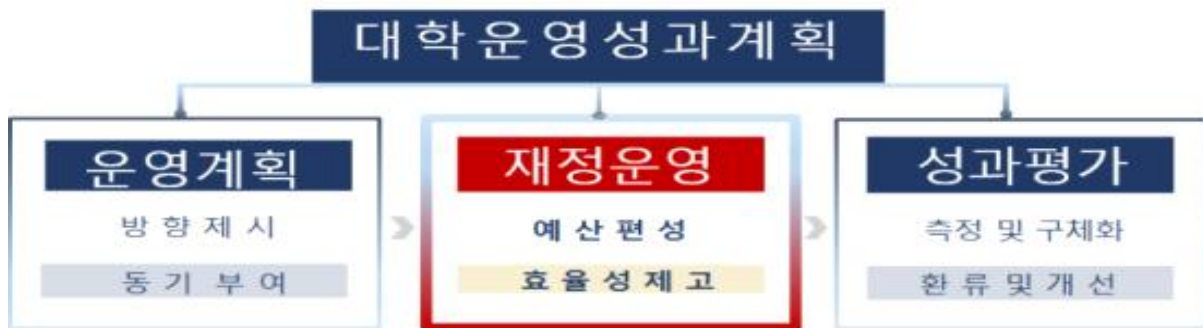 대학운영성과계획
운영계획
방향제시
동기 부여
재정운영
예산편성
효율성제고
성과평가
측정 및 구체화
환류 및 개선